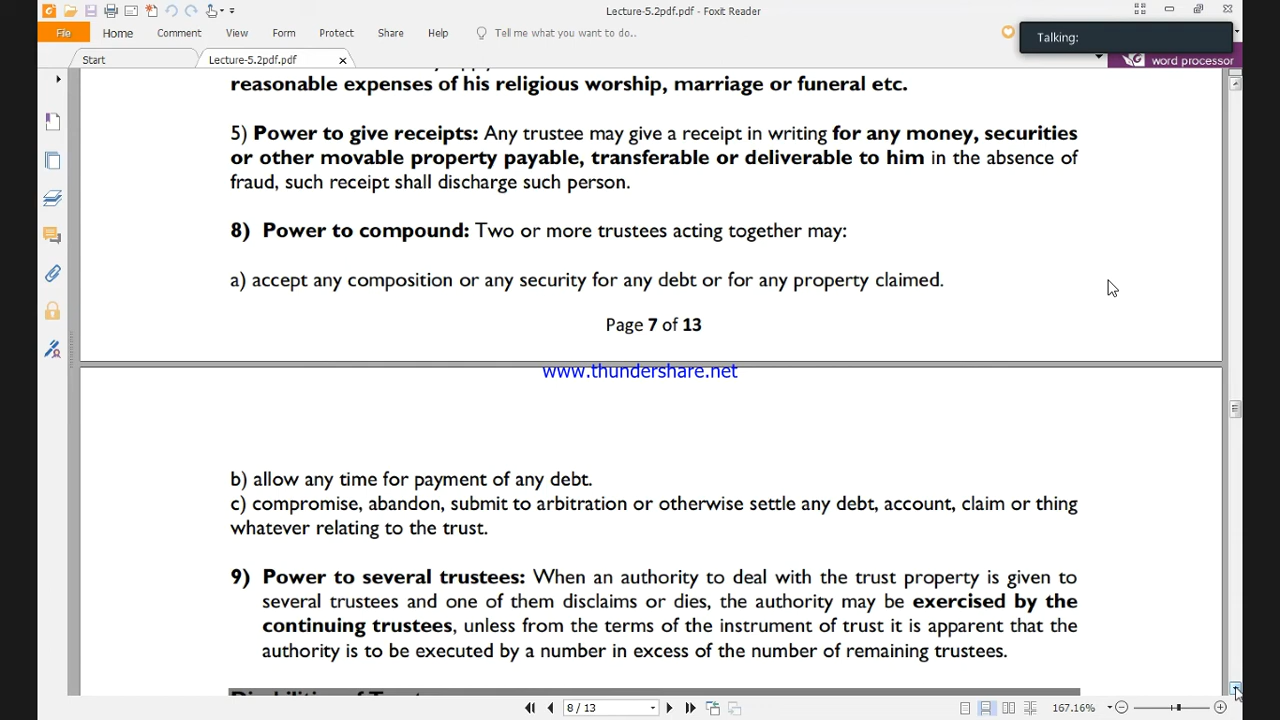 Lecture-5.2pdf.pdf - Foxit Reader
File Home Comment View Form Protect Share Help Tell me what you want to do..
Talking:
Start Lecture-5.2pdf.pdf
word processor
reasonable expenses of his religious worship, marriage or funeral etc.
5) Power to give receipts: Any trustee may give a receipt in writing for any money, securities
or other movable property payable, transferable or deliverable to him in the absence of
fraud, such receipt shall discharge such person.
8) Power to compound: Two or more trustees acting together may:
a) accept any composition or any security for any debt or for any property claimed.
Page 7 of 13
www.thundershare.net
b) allow any time for payment of any debt.
c) compromise, abandon, submit to arbitration or otherwise settle any debt, account, claim or thing
whatever relating to the trust.
9) Power to several trustees: When an authority to deal with the trust property is given to
several trustees and one of them disclaims or dies, the authority may be exercised by the
continuing trustees, unless from the terms of the instrument of trust it is apparent that the
authority is to be executed by a number in excess of the number of remaining trustees.
8 / 13
167.16%